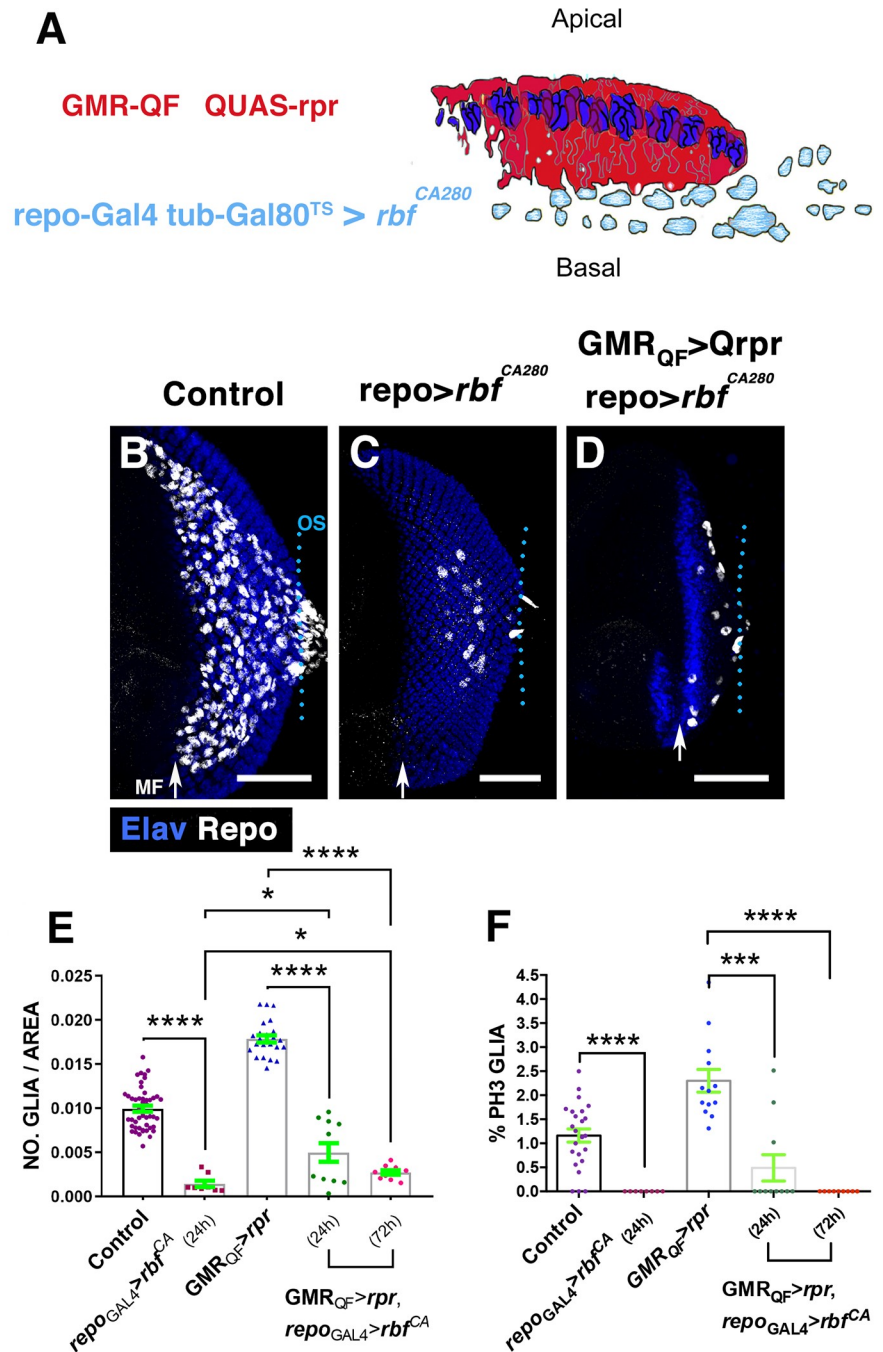 A
Apical
GMR-QF QUAS-rpr
repo-Gal4 tub-Gal80TS > rbfCA280
Basal
Control
repo>rbfCA280
GMRQF>Qrpr
repo>rbfCA280
B
C
D
OS
MF
Elav Repo
E
****
*
*
****
****
NO. GLIA / AREA
0.025
0.020
0.015
0.010
0.005
0.000
Control
repoGAL4>rbfCA
(24h)
GMRQF>rpr
(24h)
(72h)
GMRQF>rpr,
repoGAL4>rbfCA
F
****
***
****
% PH3 GLIA
4.5
4.0
3.5
3.0
2.5
2.0
1.5
1.0
0.5
0.0
Control
repoGAL4>rbfCA
(24h)
GMRQF>rpr
(24h)
(72h)
GMRQF>rpr,
repoGAL4>rbfCA